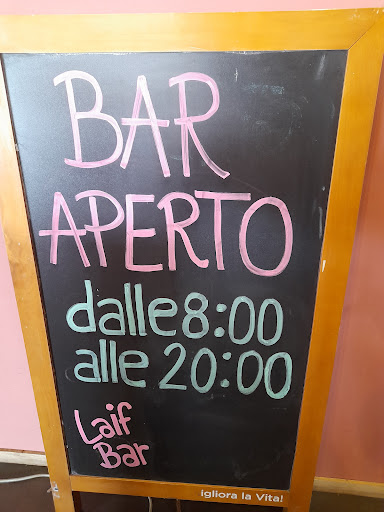 BAR
APERTO
dalle 8:00
alle 20:00
Laif
Bar
igliora la Vita!